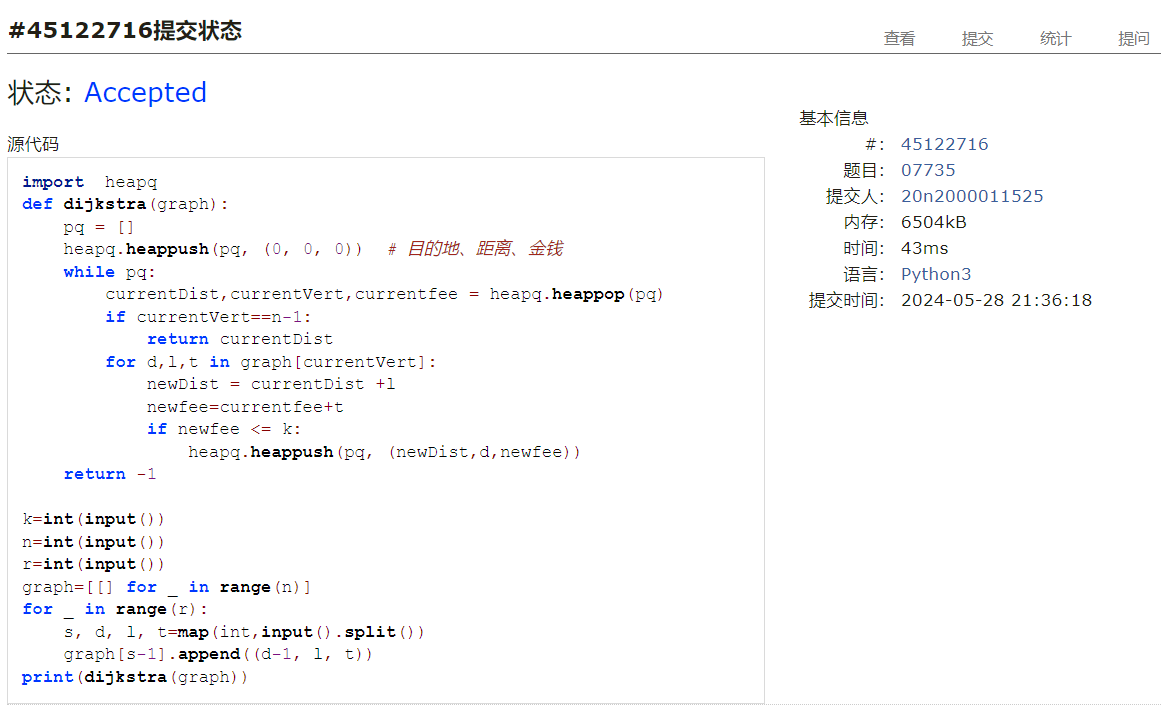 #45122716提交状态
查看 提交 统计 提问
状态: Accepted
源代码
import  heapq
def dijkstra(graph):
    pq = []
    heapq.heappush(pq, (0, 0, 0))  # 目的地、距离、金钱
    while pq:
        currentDist,currentVert,currentfee = heapq.heappop(pq)
        if currentVert==n-1:
            return currentDist
        for d,l,t in graph[currentVert]:
            newDist = currentDist +l
            newfee=currentfee+t
            if newfee <= k:
                heapq.heappush(pq, (newDist,d,newfee))
    return -1

k=int(input())
n=int(input())
r=int(input())
graph=[[] for _ in range(n)]
for _ in range(r):
    s, d, l, t=map(int,input().split())
    graph[s-1].append((d-1, l, t))
print(dijkstra(graph))
基本信息
#: 45122716
题目: 07735
提交人: 20n2000011525
内存: 6504kB
时间: 43ms
语言: Python3
提交时间: 2024-05-28 21:36:18